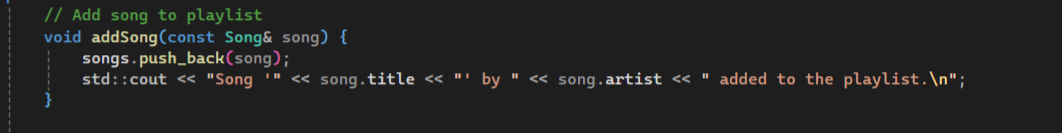 // Add song to playlist
void addSong(const Song& song) {
songs.push_back(song);
std::cout << "Song '" << song.title << "' by " << song.artist << " added to the playlist.\n";
}